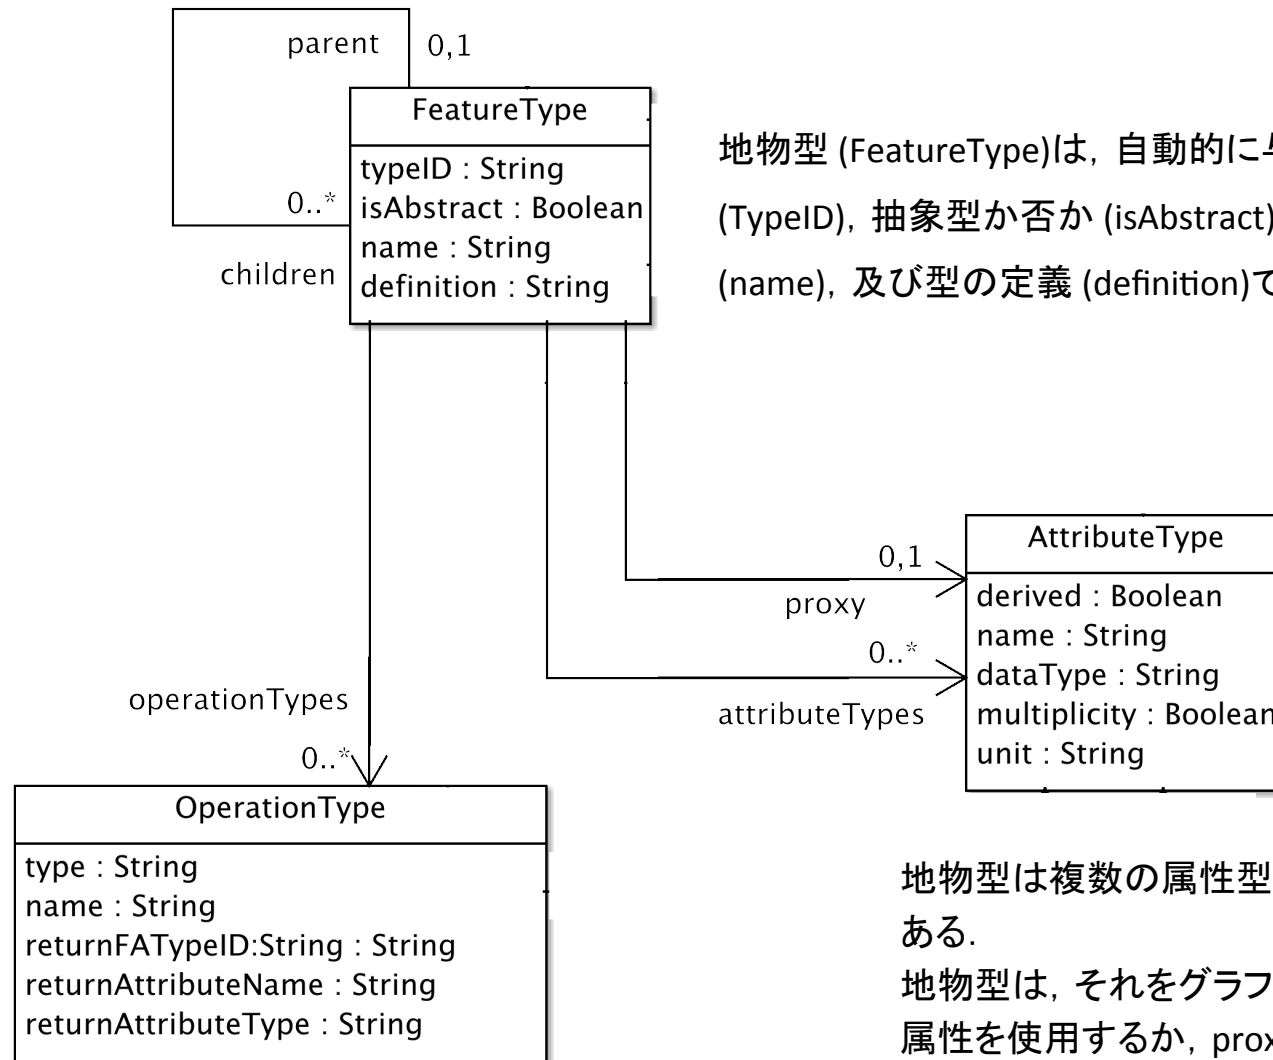 parent 0,1
FeatureType
typeID : String
isAbstract : Boolean
name : String
definition : String
0..*
children
地物型 (FeatureType)は, 自動的に
(TypeID), 抽象型か否か (isAbstract)
(name), 及び型の定義 (definition)で
0,1
proxy
0..*
attributeTypes
AttributeType
derived : Boolean
name : String
dataType : String
multiplicity : Boolean
unit : String
operationTypes
0..*
OperationType
type : String
name : String
returnFATypeID:String : String
returnAttributeName : String
returnAttributeType : String
地物型は複数の属性型
ある.
地物型は, それをグラフ
属性を使用するか, prox